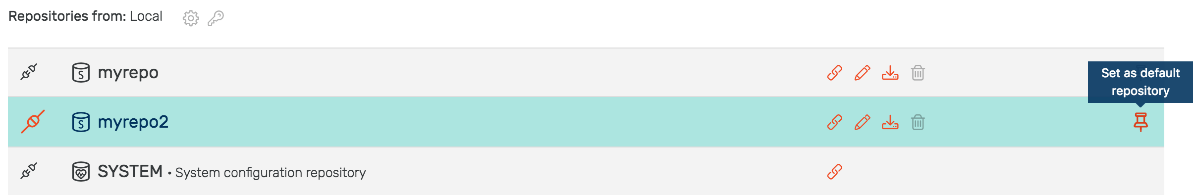 Repositories from: Local
myrepo
Set as default
repository
myrepo2
SYSTEM · System configuration repository